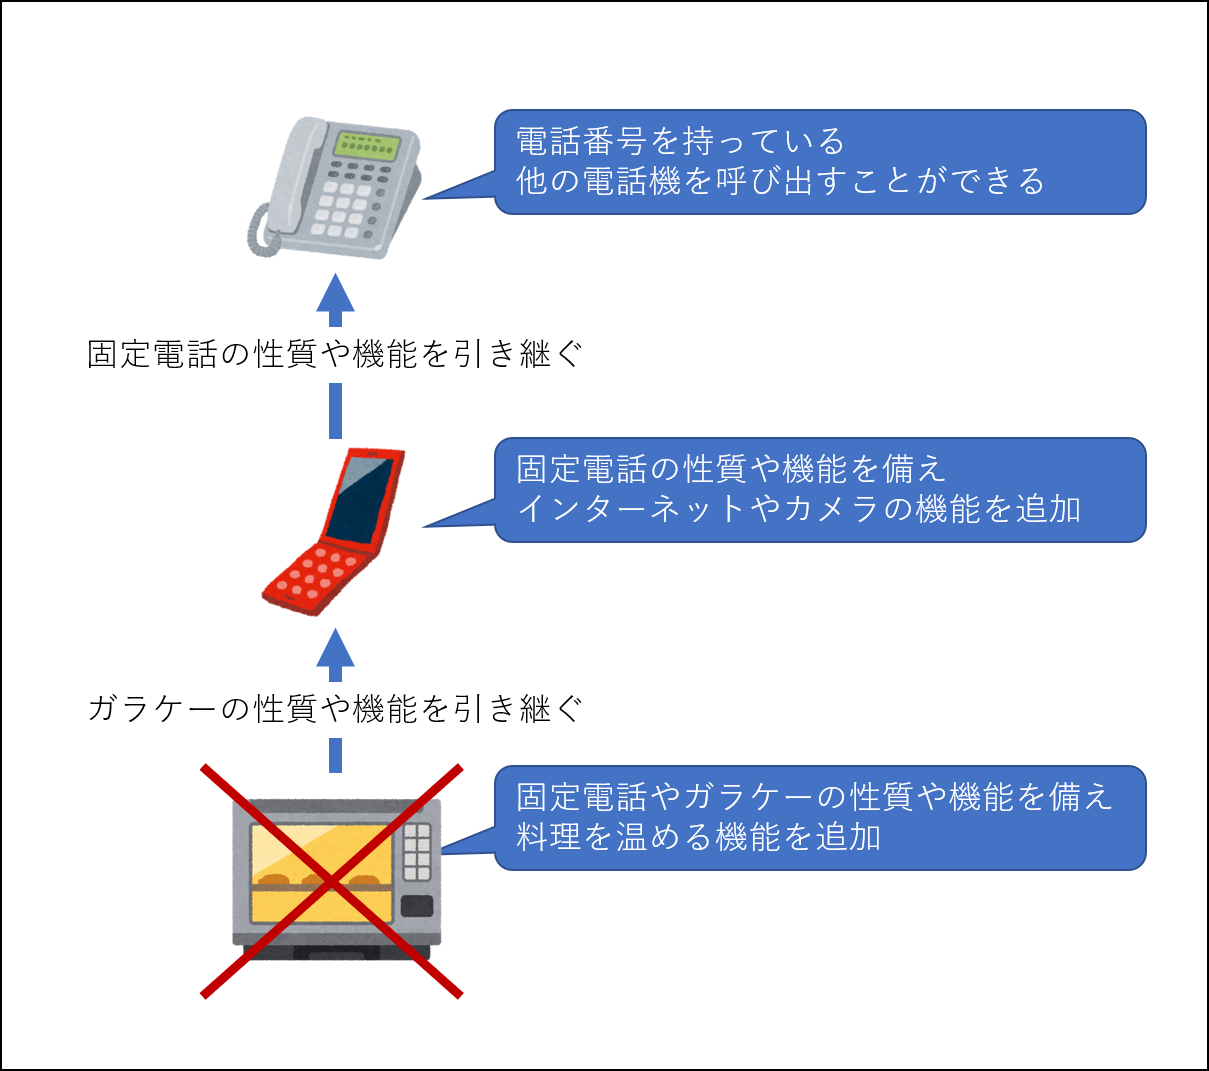 電話番号を持っている
他の電話機を呼び出すことができる
固定電話の性質や機能を引き継ぐ
固定電話の性質や機能を備え
インターネットやカメラの機能を追加
ガラケーの性質や機能を引き継ぐ
固定電話やガラケーの性質や機能を備え
料理を温める機能を追加